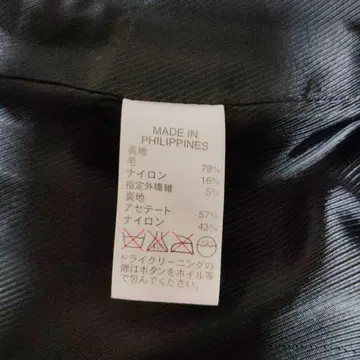 MADE IN
PHILIPPINES
表地
毛 79%
ナイロン 16%
指定外繊維 5%
裏地
アセテート 57%
ナイロン 43%
ドライクリーニングの
際はボタンをホイル等
で包んでください。